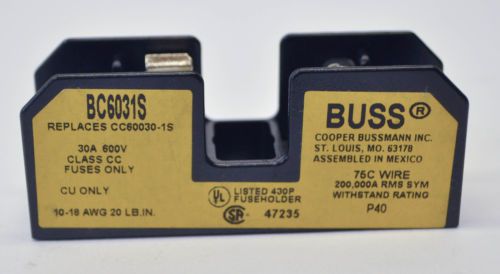 BC6031S
REPLACES CC60030-1S
30A 600V
CLASS CC
FUSES ONLY
CU ONLY
10-18 AWG 20 LB.IN.
UL LISTED 430P
FUSEHOLDER
SA 47235
BUSS®
COOPER BUSSMANN INC.
ST. LOUIS, MO. 63178
ASSEMBLED IN MEXICO
75C WIRE
200,000A RMS SYM
WITHSTAND RATING
P40